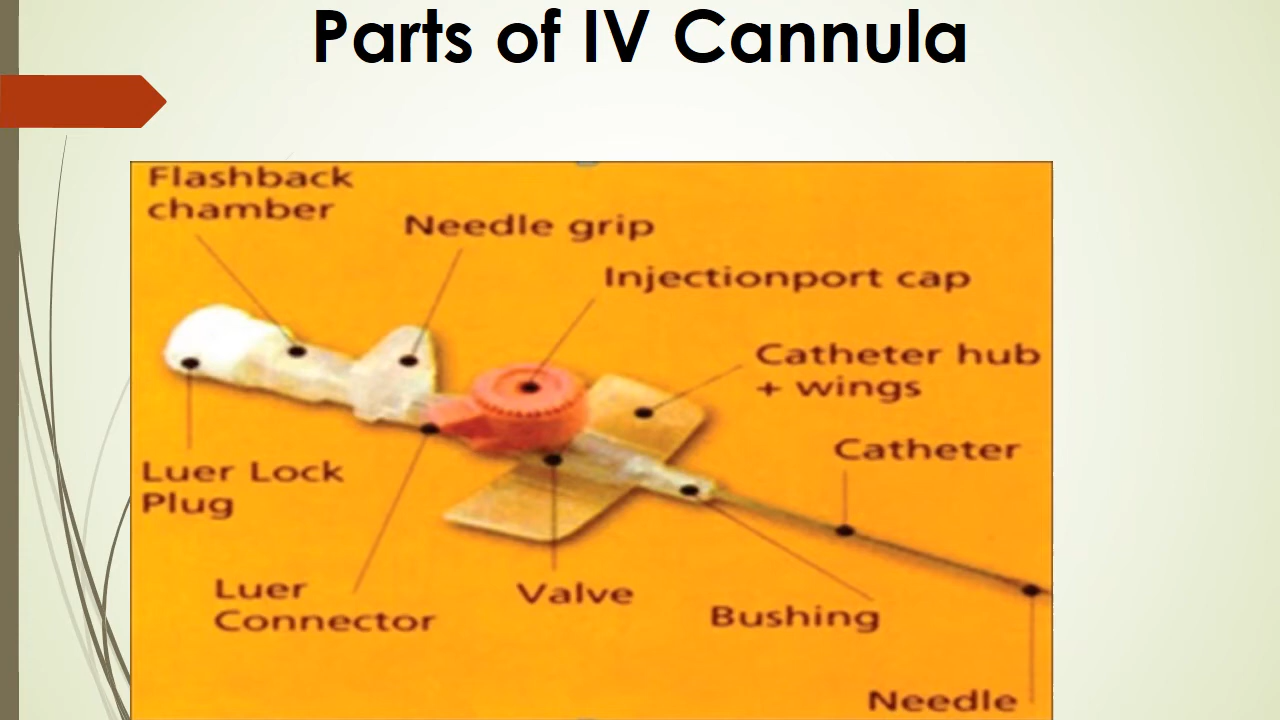 Parts of IV Cannula
Flashback
chamber
Needle grip
Injectionport cap
Catheter hub
+ wings
Catheter
Luer Lock
Plug
Luer
Connector
Valve
Bushing
Needle